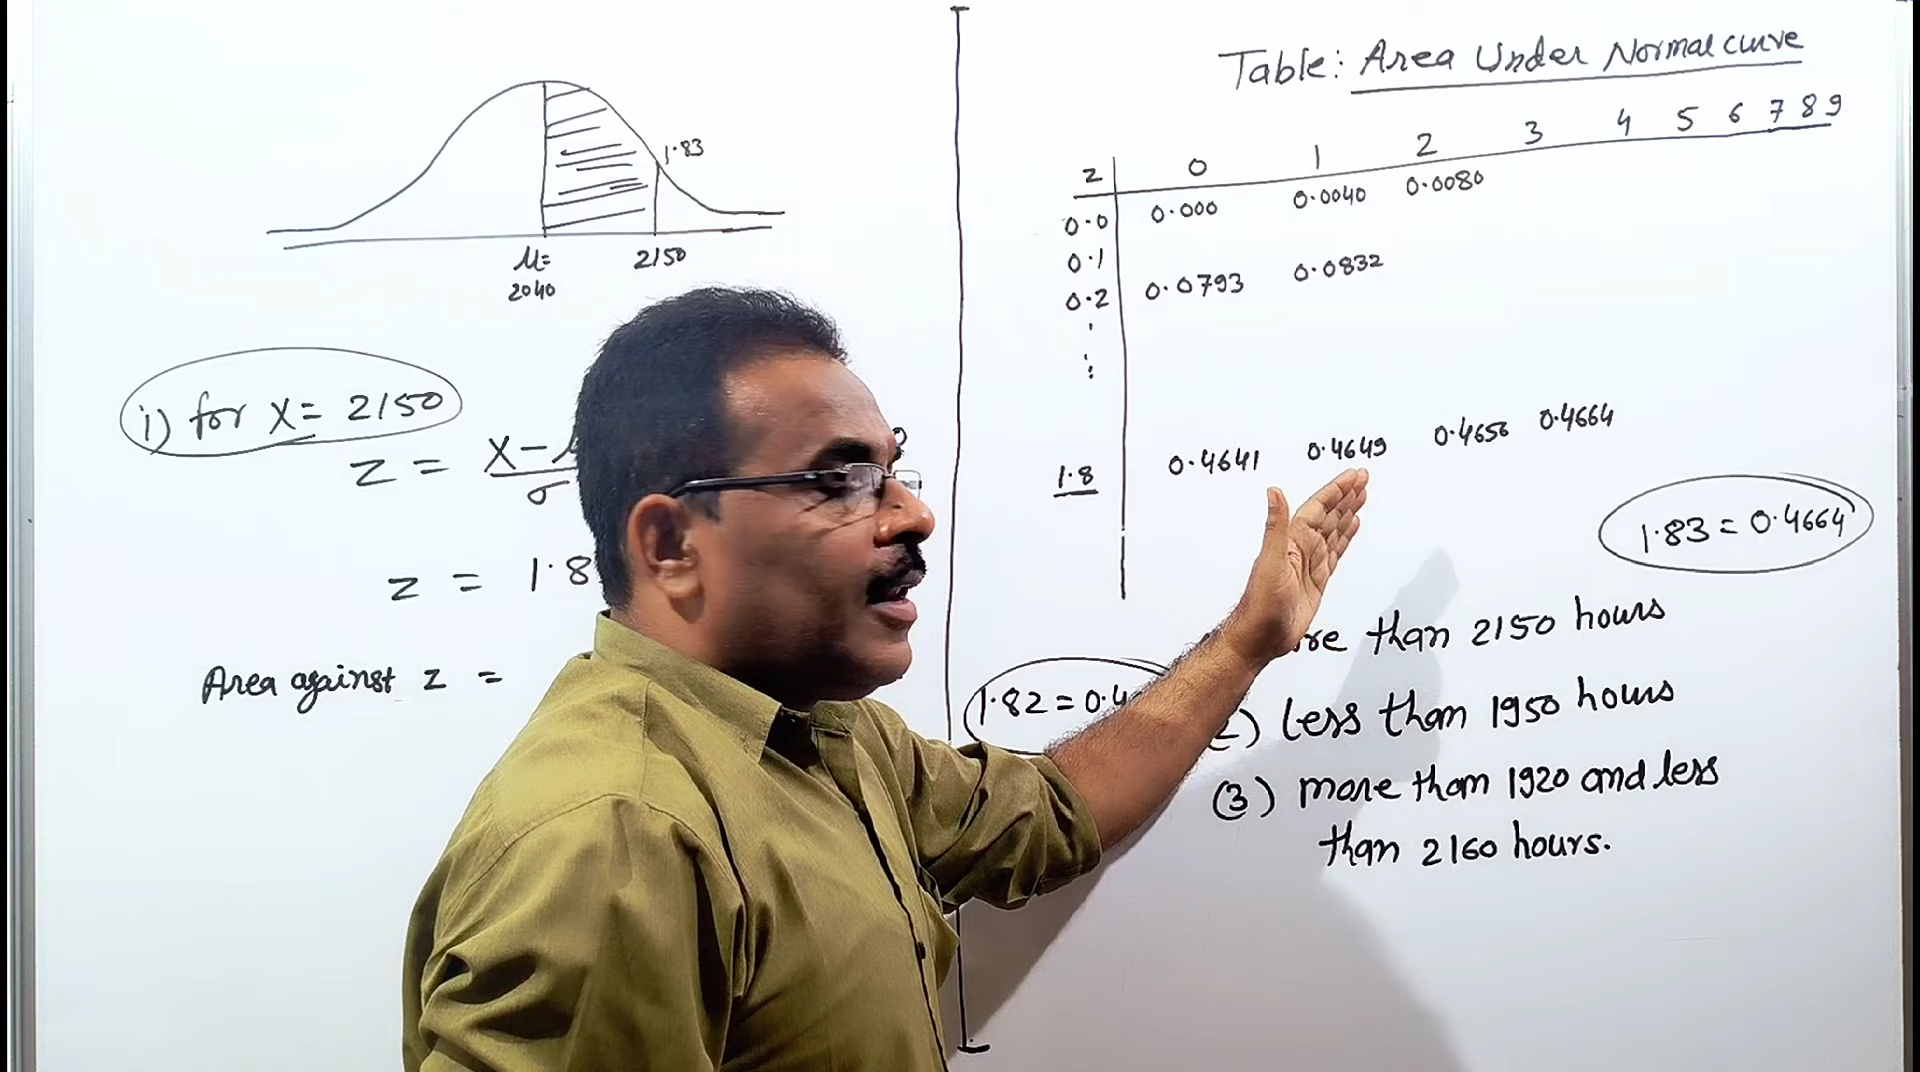 1.83
μ=
2040
2150
i) for X = 2150
z = X-
σ
z = 1.8
Area against z =
Table: Area Under Normal curve
z 0 1 2 3 4 5 6 7 8 9
0.0 0.000 0.0040 0.0080
0.1
0.2 0.0793 0.0832
1.8 0.4641 0.4649 0.4656 0.4664
1.83 = 0.4664
1.82 = 0.4
than 2150 hours
2) less than 1950 hours
(3) more than 1920 and less
than 2160 hours.